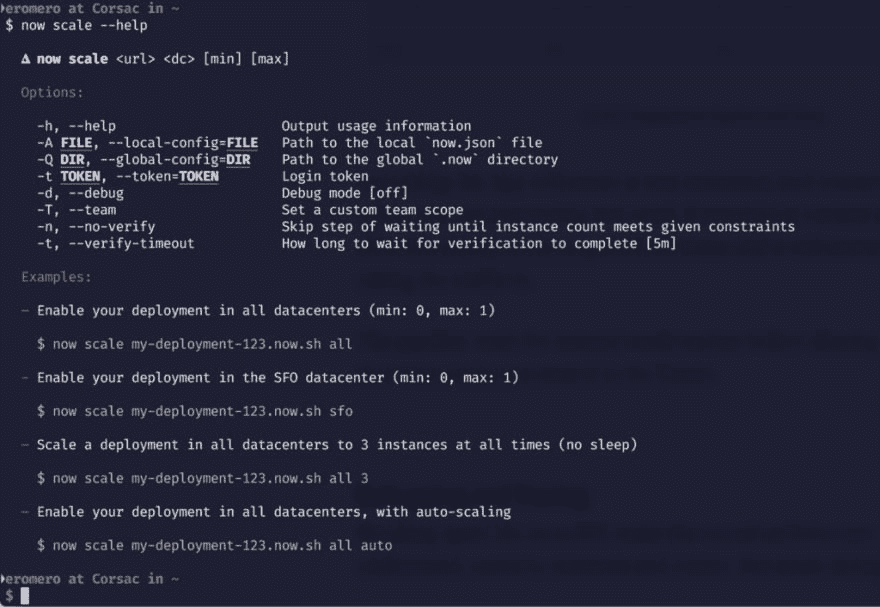 eromero at Corsac in ~
$ now scale --help
Δ now scale <url> <dc> [min] [max]
Options:
-h, --help Output usage information
-A FILE, --local-config=FILE Path to the local `now.json` file
-Q DIR, --global-config=DIR Path to the global `.now` directory
-t TOKEN, --token=TOKEN Login token
-d, --debug Debug mode [off]
-T, --team Set a custom team scope
-n, --no-verify Skip step of waiting until instance count meets given constraints
-t, --verify-timeout How long to wait for verification to complete [5m]
Examples:
– Enable your deployment in all datacenters (min: 0, max: 1)
$ now scale my-deployment-123.now.sh all
– Enable your deployment in the SFO datacenter (min: 0, max: 1)
$ now scale my-deployment-123.now.sh sfo
– Scale a deployment in all datacenters to 3 instances at all times (no sleep)
$ now scale my-deployment-123.now.sh all 3
– Enable your deployment in all datacenters, with auto-scaling
$ now scale my-deployment-123.now.sh all auto
eromero at Corsac in ~
$